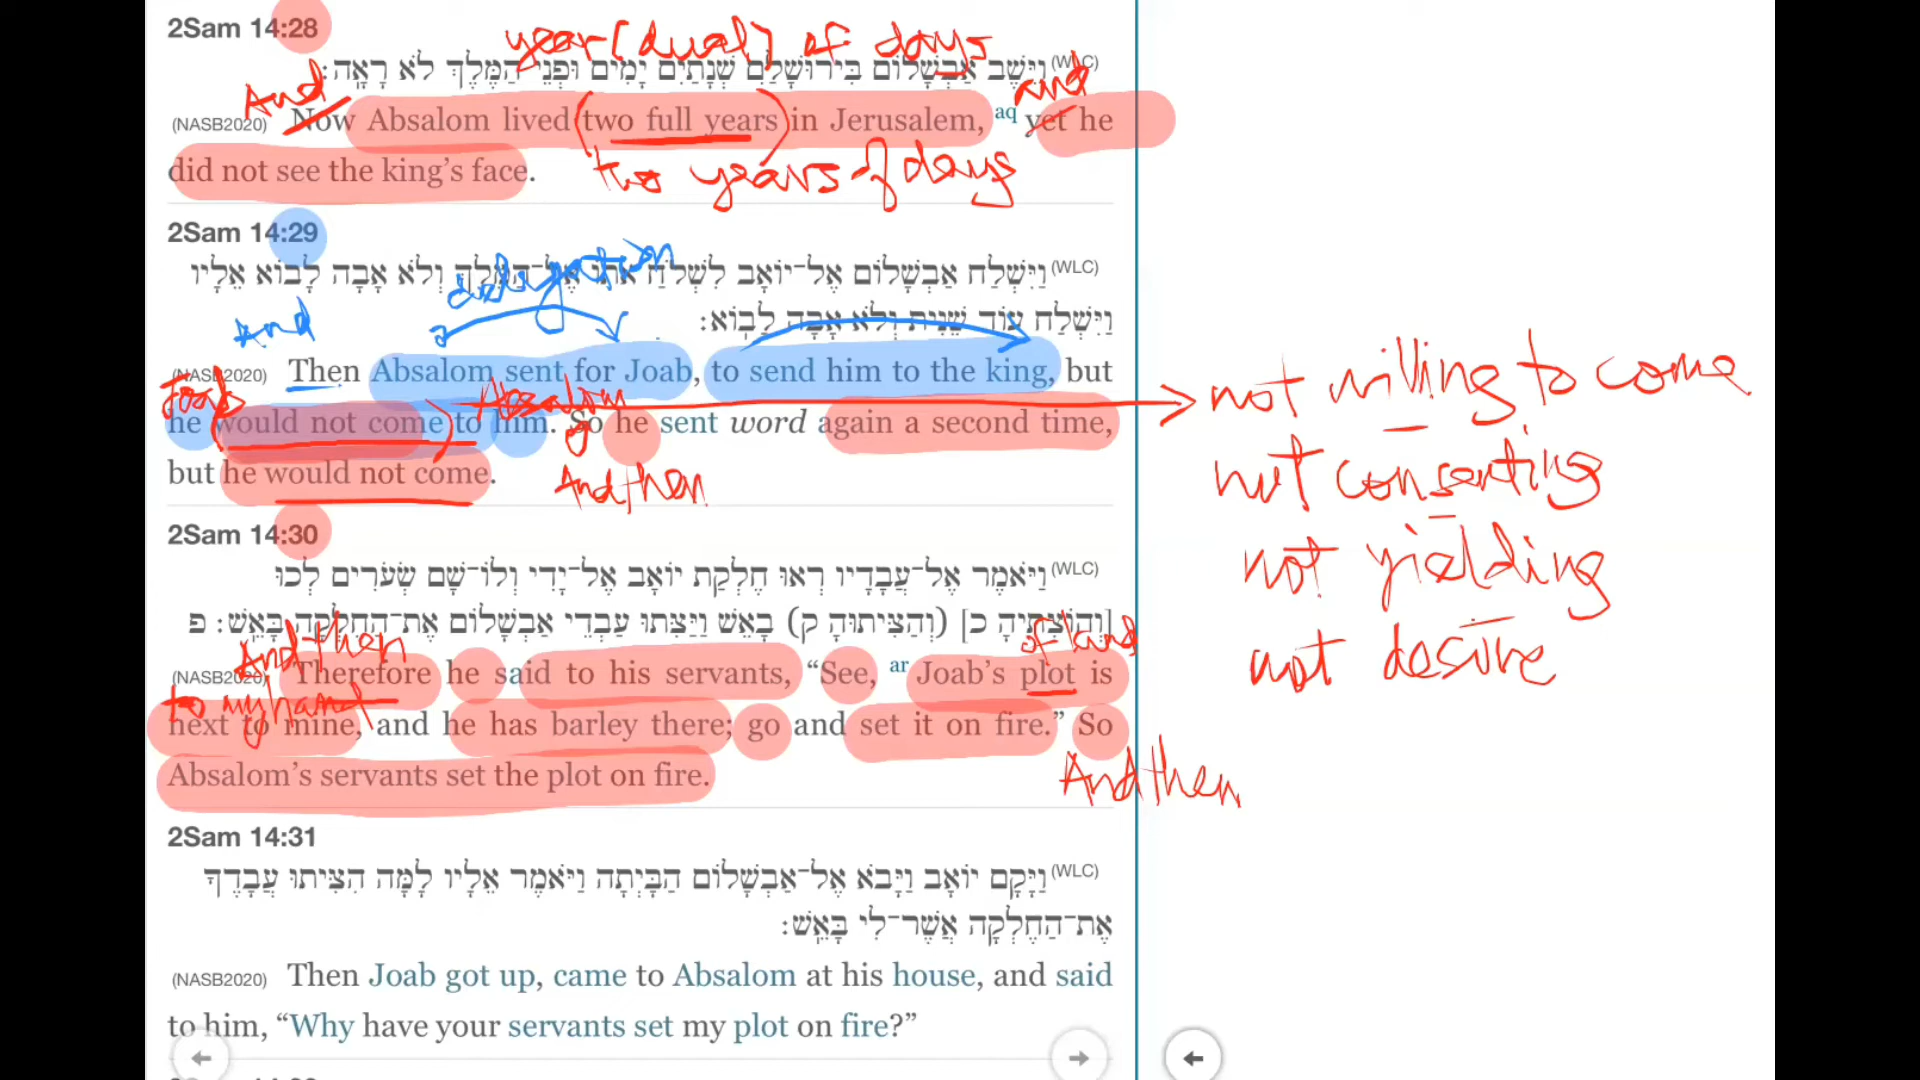 2Sam 14:28
year (dual) of days
(WLC) וַיֵּשֶׁב אַבְשָׁלוֹם בִּירוּשָׁלִַם שְׁנָתַיִם יָמִים וּפְנֵי הַמֶּלֶךְ לֹא רָאָה׃
And and
(NASB2020) Now Absalom lived (two full years) in Jerusalem, aq yet he
did not see the king’s face.
two years of days
2Sam 14:29
(WLC) וַיִּשְׁלַח אַבְשָׁלוֹם אֶל־יוֹאָב לִשְׁלֹחַ אֹתוֹ אֶל־הַמֶּלֶךְ וְלֹא אָבָה לָבוֹא אֵלָיו
delegation
וַיִּשְׁלַח עוֹד שֵׁנִית וְלֹא אָבָה לָבוֹא׃
And
(NASB2020) Then Absalom sent for Joab, to send him to the king, but
Joab Absalom
he would not come to him. So he sent word again a second time,
but he would not come.
And then
not willing to come
not consenting
not yielding
not desire
2Sam 14:30
(WLC) וַיֹּאמֶר אֶל־עֲבָדָיו רְאוּ חֶלְקַת יוֹאָב אֶל־יָדִי וְלוֹ־שָׁם שְׂעֹרִים לְכוּ
[וְהוֹצִתִּיהָ כ] (וְהַצִּיתוּהָ ק) בָאֵשׁ וַיַּצִּתוּ עַבְדֵי אַבְשָׁלוֹם אֶת־הַחֶלְקָה בָּאֵשׁ׃ פ
And then of land
(NASB2020) Therefore he said to his servants, “See, ar Joab’s plot is
to my hand
next to mine, and he has barley there; go and set it on fire.” So
And then
Absalom’s servants set the plot on fire.
2Sam 14:31
(WLC) וַיָּקָם יוֹאָב וַיָּבֹא אֶל־אַבְשָׁלוֹם הַבָּיְתָה וַיֹּאמֶר אֵלָיו לָמָּה הִצִּיתוּ עֲבָדֶךָ
אֶת־הַחֶלְקָה אֲשֶׁר־לִי בָּאֵשׁ׃
(NASB2020) Then Joab got up, came to Absalom at his house, and said
to him, “Why have your servants set my plot on fire?”